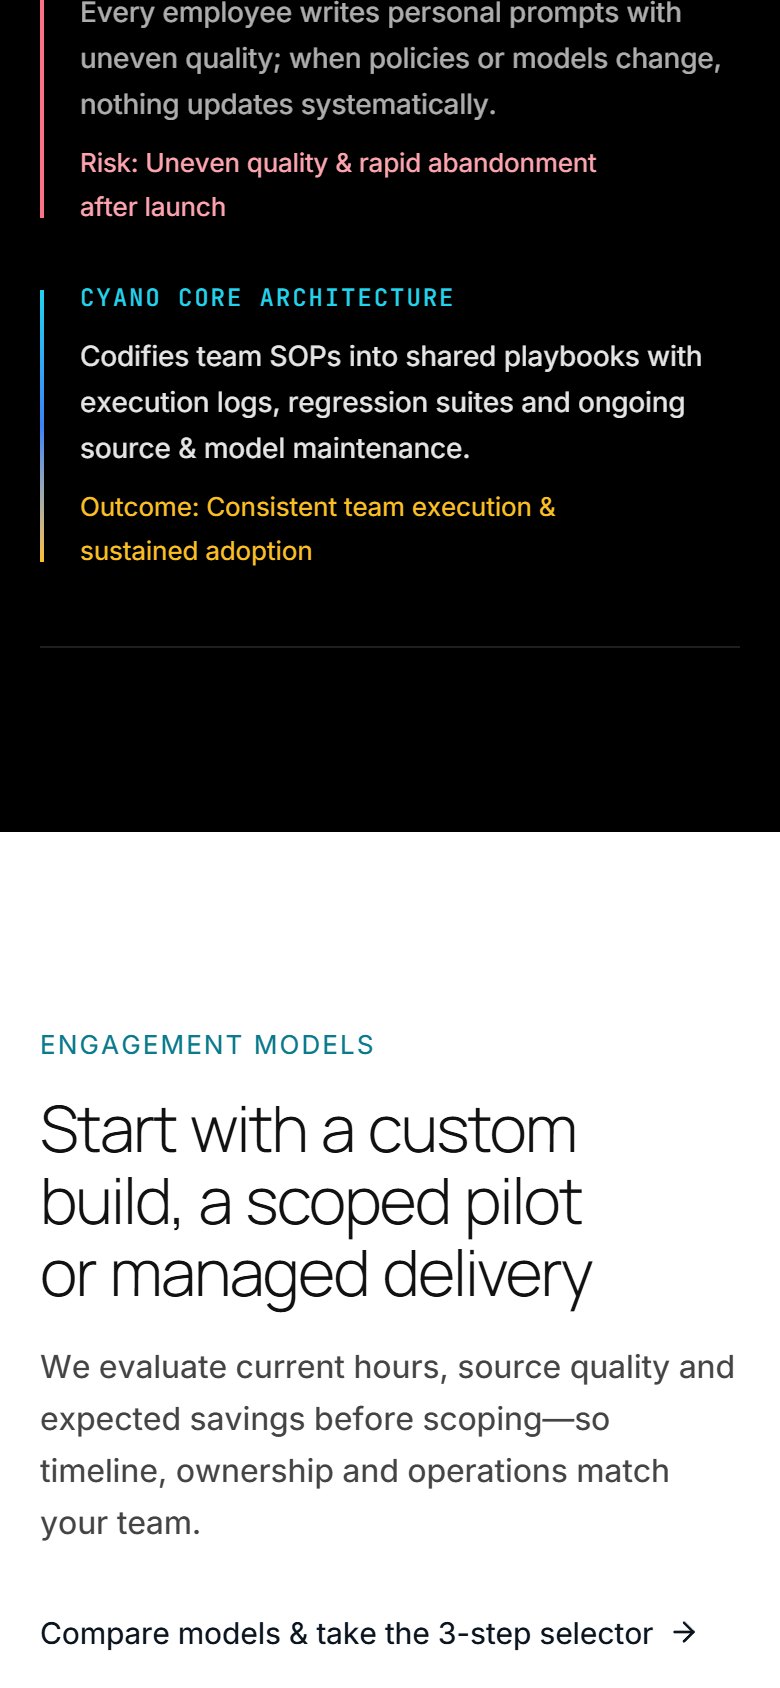 Every employee writes personal prompts with
uneven quality; when policies or models change,
nothing updates systematically.
Risk: Uneven quality & rapid abandonment
after launch
CYANO CORE ARCHITECTURE
Codifies team SOPs into shared playbooks with
execution logs, regression suites and ongoing
source & model maintenance.
Outcome: Consistent team execution &
sustained adoption
ENGAGEMENT MODELS
Start with a custom
build, a scoped pilot
or managed delivery
We evaluate current hours, source quality and
expected savings before scoping—so
timeline, ownership and operations match
your team.
Compare models & take the 3-step selector →